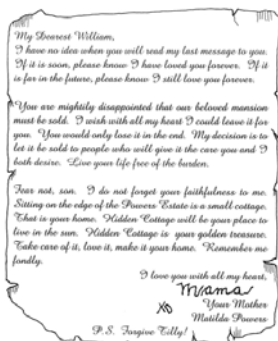 My Dearest William,
I have no idea when you will read my last message to you.
If it is soon, please know I have loved you forever. If it
is far in the future, please know I still love you forever.
You are mightily disappointed that our beloved mansion
must be sold. I wish with all my heart I could leave it for
you. You would only lose it in the end. My decision is to
let it be sold to people who will give it the care you and I
both desire. Live your life free of the burden.
Fear not, son. I do not forget your faithfulness to me.
Sitting on the edge of the Powers Estate is a small cottage.
That is your home. Hidden Cottage will be your place to
live in the sun. Hidden Cottage is your golden treasure.
Take care of it, love it, make it your home. Remember me
fondly.
I love you with all my heart,
Mama
XO Your Mother
Matilda Powers
P.S. Forgive Tilly!